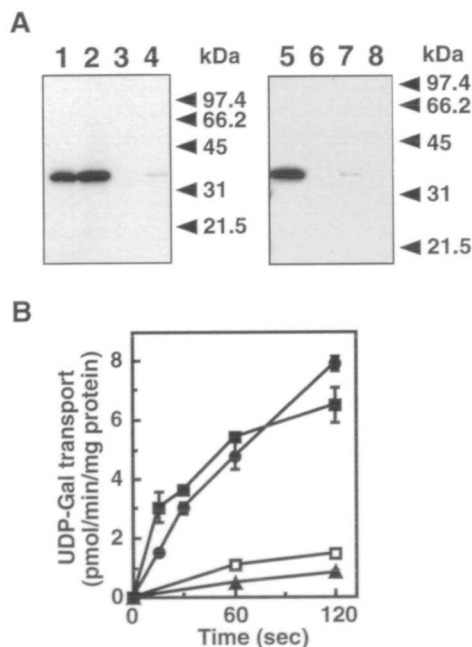 A
1 2 3 4 kDa
97.4
66.2
45
31
21.5
5 6 7 8 kDa
97.4
66.2
45
31
21.5
B
UDP-Gal transport
(pmol/min/mg protein)
8
6
4
2
0
0 60 120
Time (sec)